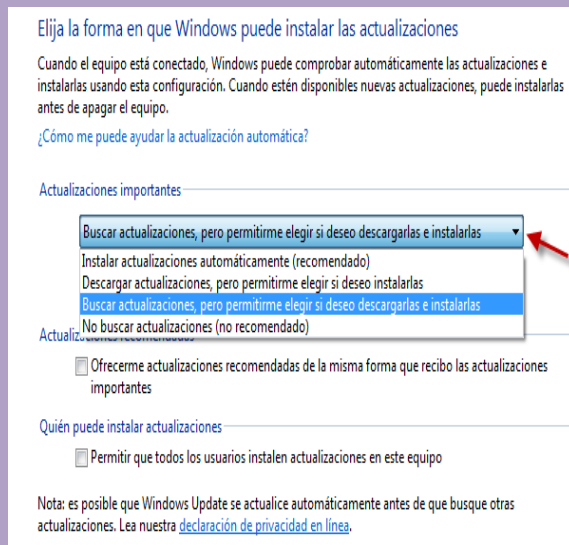 Elija la forma en que Windows puede instalar las actualizaciones
Cuando el equipo está conectado, Windows puede comprobar automáticamente las actualizaciones e
instalarlas usando esta configuración. Cuando estén disponibles nuevas actualizaciones, puede instalarlas
antes de apagar el equipo.
¿Cómo me puede ayudar la actualización automática?
Actualizaciones importantes
Buscar actualizaciones, pero permitirme elegir si deseo descargarlas e instalarlas
Instalar actualizaciones automáticamente (recomendado)
Descargar actualizaciones, pero permitirme elegir si deseo instalarlas
Buscar actualizaciones, pero permitirme elegir si deseo descargarlas e instalarlas
No buscar actualizaciones (no recomendado)
Actualizaciones recomendadas
Ofrecerme actualizaciones recomendadas de la misma forma que recibo las actualizaciones
importantes
Quién puede instalar actualizaciones
Permitir que todos los usuarios instalen actualizaciones en este equipo
Nota: es posible que Windows Update se actualice automáticamente antes de que busque otras
actualizaciones. Lea nuestra declaración de privacidad en línea.